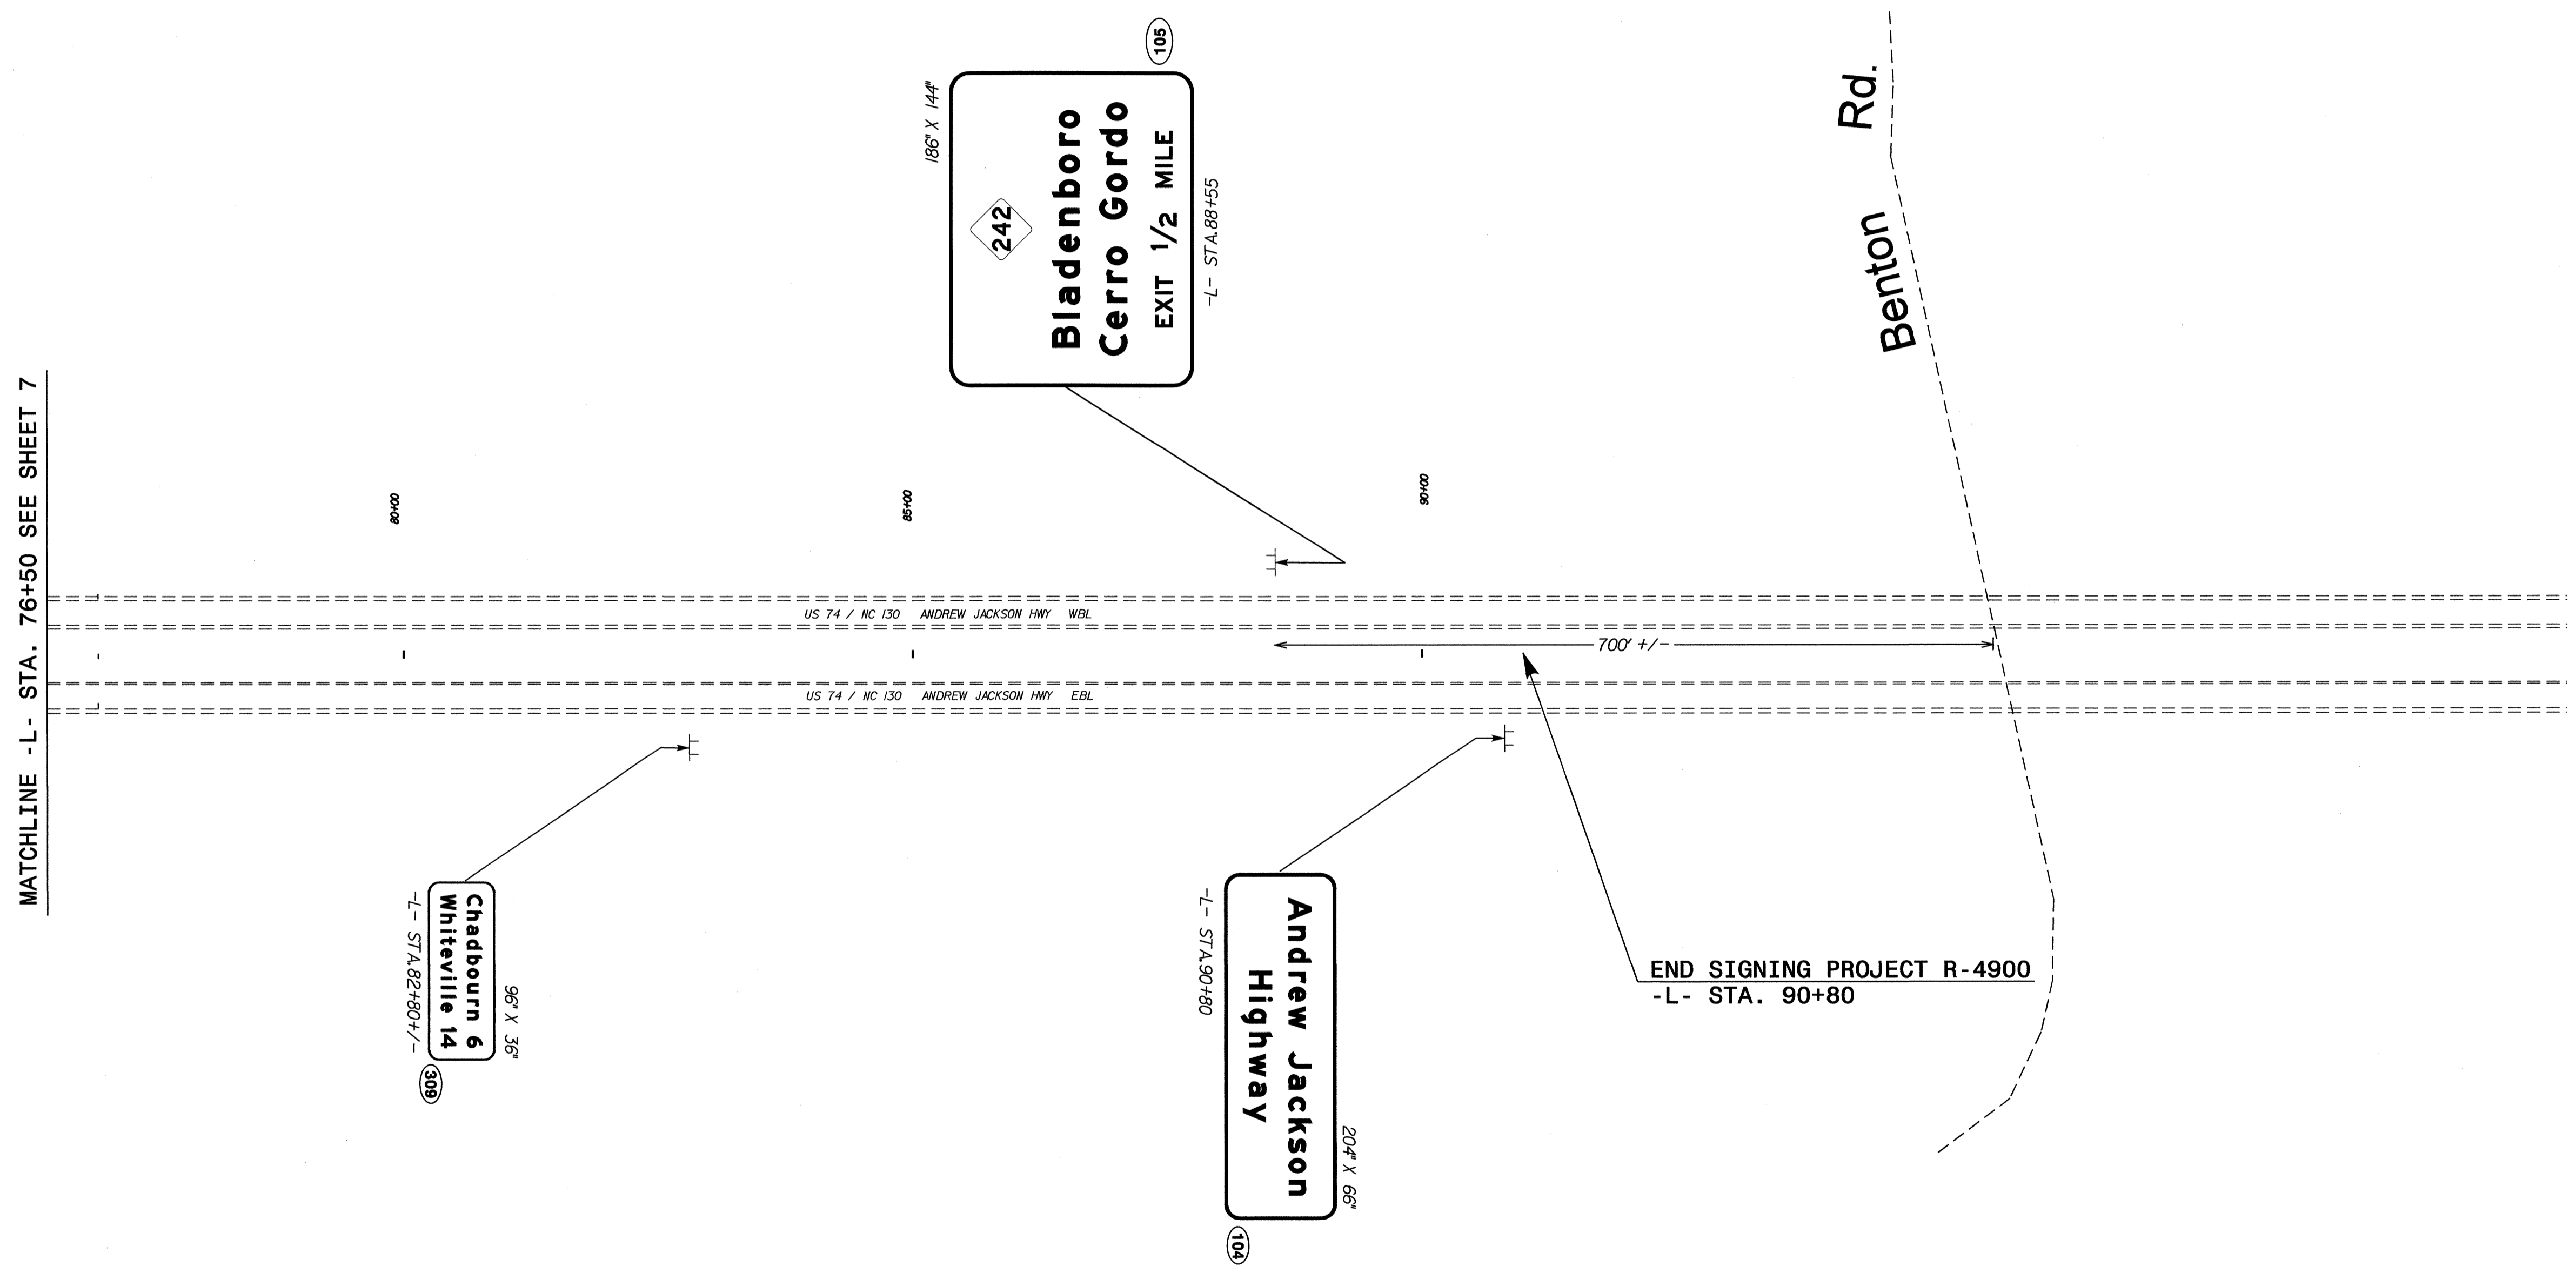 MATCHLINE -L- STA. 76+50 SEE SHEET 7
105
186" X 144"
242
Bladenboro
Cerro Gordo
EXIT 1/2 MILE
-L- STA.88+55
Benton Rd.
80+00
85+00
90+00
US 74 / NC 130 ANDREW JACKSON HWY WBL
700' +/-
US 74 / NC 130 ANDREW JACKSON HWY EBL
96" X 36"
Chadbourn 6
Whiteville 14
-L- STA.82+80+/-
309
204" X 66"
Andrew Jackson
Highway
-L- STA.90+80
104
END SIGNING PROJECT R-4900
-L- STA. 90+80